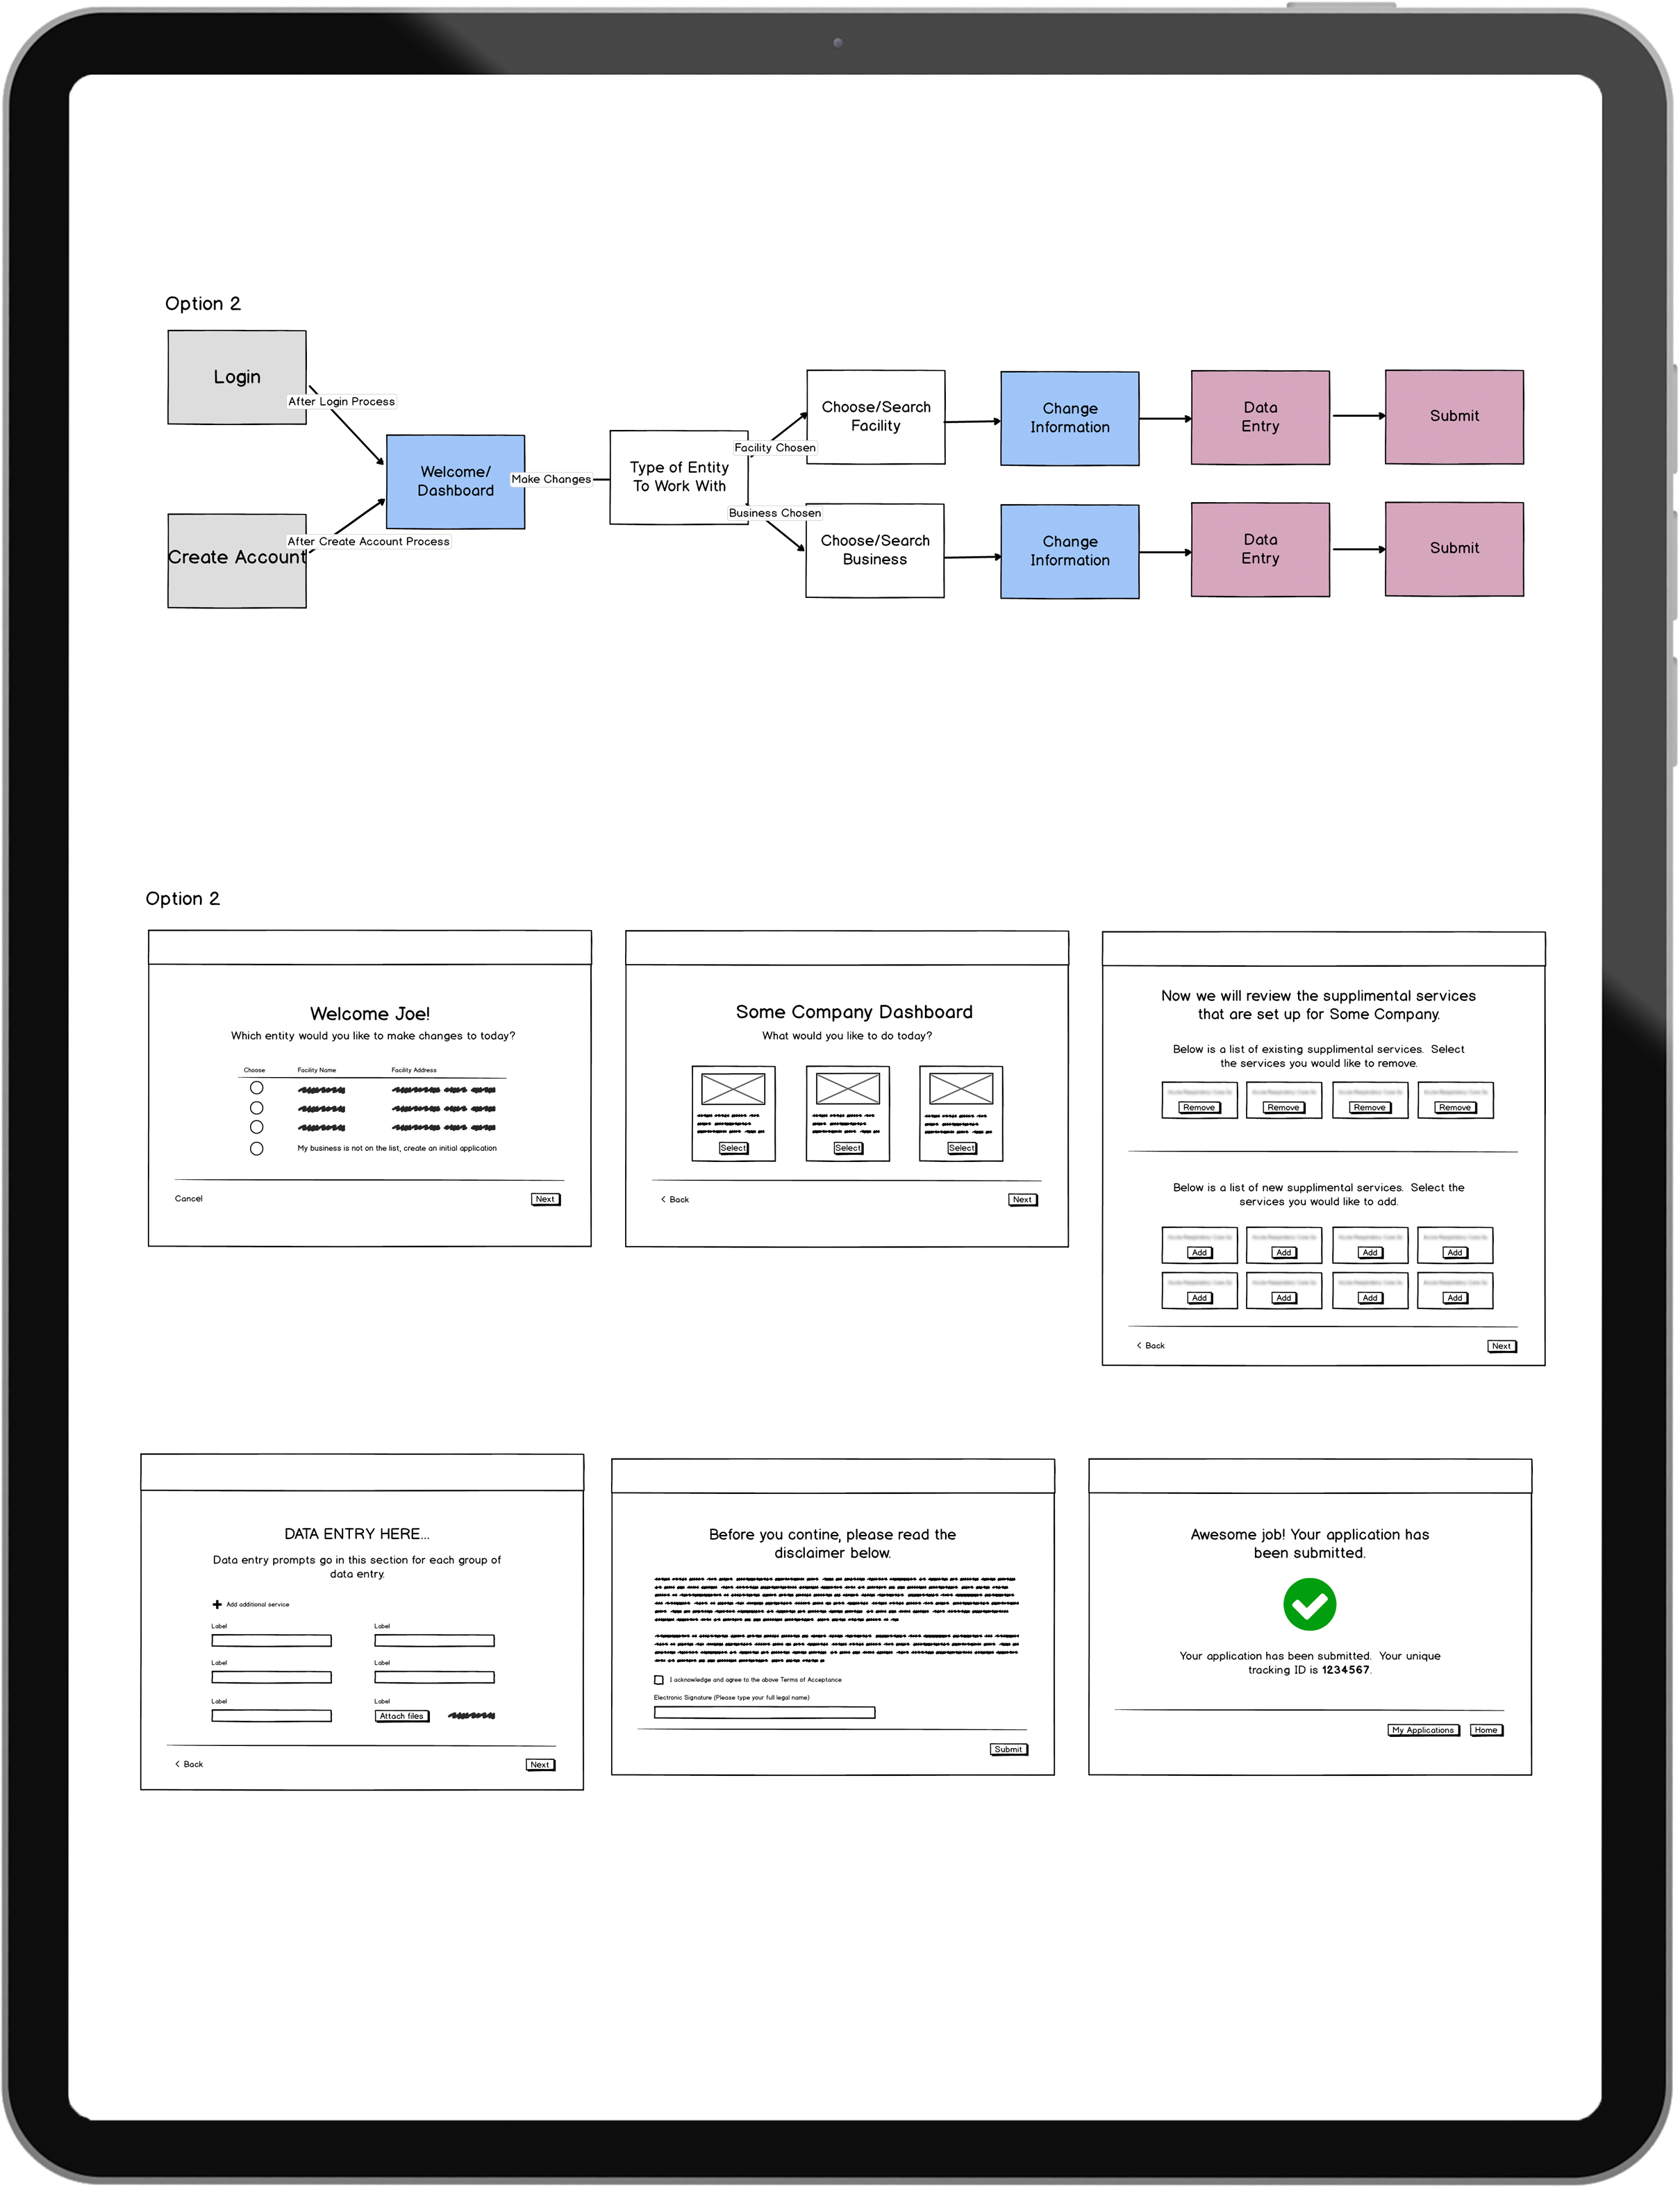 Option 2
Login
After Login Process
Create Account
After Create Account Process
Welcome/
Dashboard
Make Changes
Type of Entity
To Work With
Facility Chosen
Business Chosen
Choose/Search
Facility
Change
Information
Data
Entry
Submit
Choose/Search
Business
Change
Information
Data
Entry
Submit
Option 2
Welcome Joe!
Which entity would you like to make changes to today?
Choose Facility Name Facility Address
My business is not on the list, create an initial application
Cancel Next
Some Company Dashboard
What would you like to do today?
Select Select Select
< Back Next
Now we will review the supplimental services
that are set up for Some Company.
Below is a list of existing supplimental services. Select
the services you would like to remove.
Remove Remove Remove Remove
Below is a list of new supplimental services. Select the
services you would like to add.
Add Add Add Add
Add Add Add Add
< Back Next
DATA ENTRY HERE...
Data entry prompts go in this section for each group of
data entry.
Add additional service
Label Label
Label Label
Label Label
Attach files
< Back Next
Before you contine, please read the
disclaimer below.
I acknowledge and agree to the above Terms of Acceptance
Electronic Signature (Please type your full legal name)
Submit
Awesome job! Your application has
been submitted.
Your application has been submitted. Your unique
tracking ID is 1234567.
My Applications Home